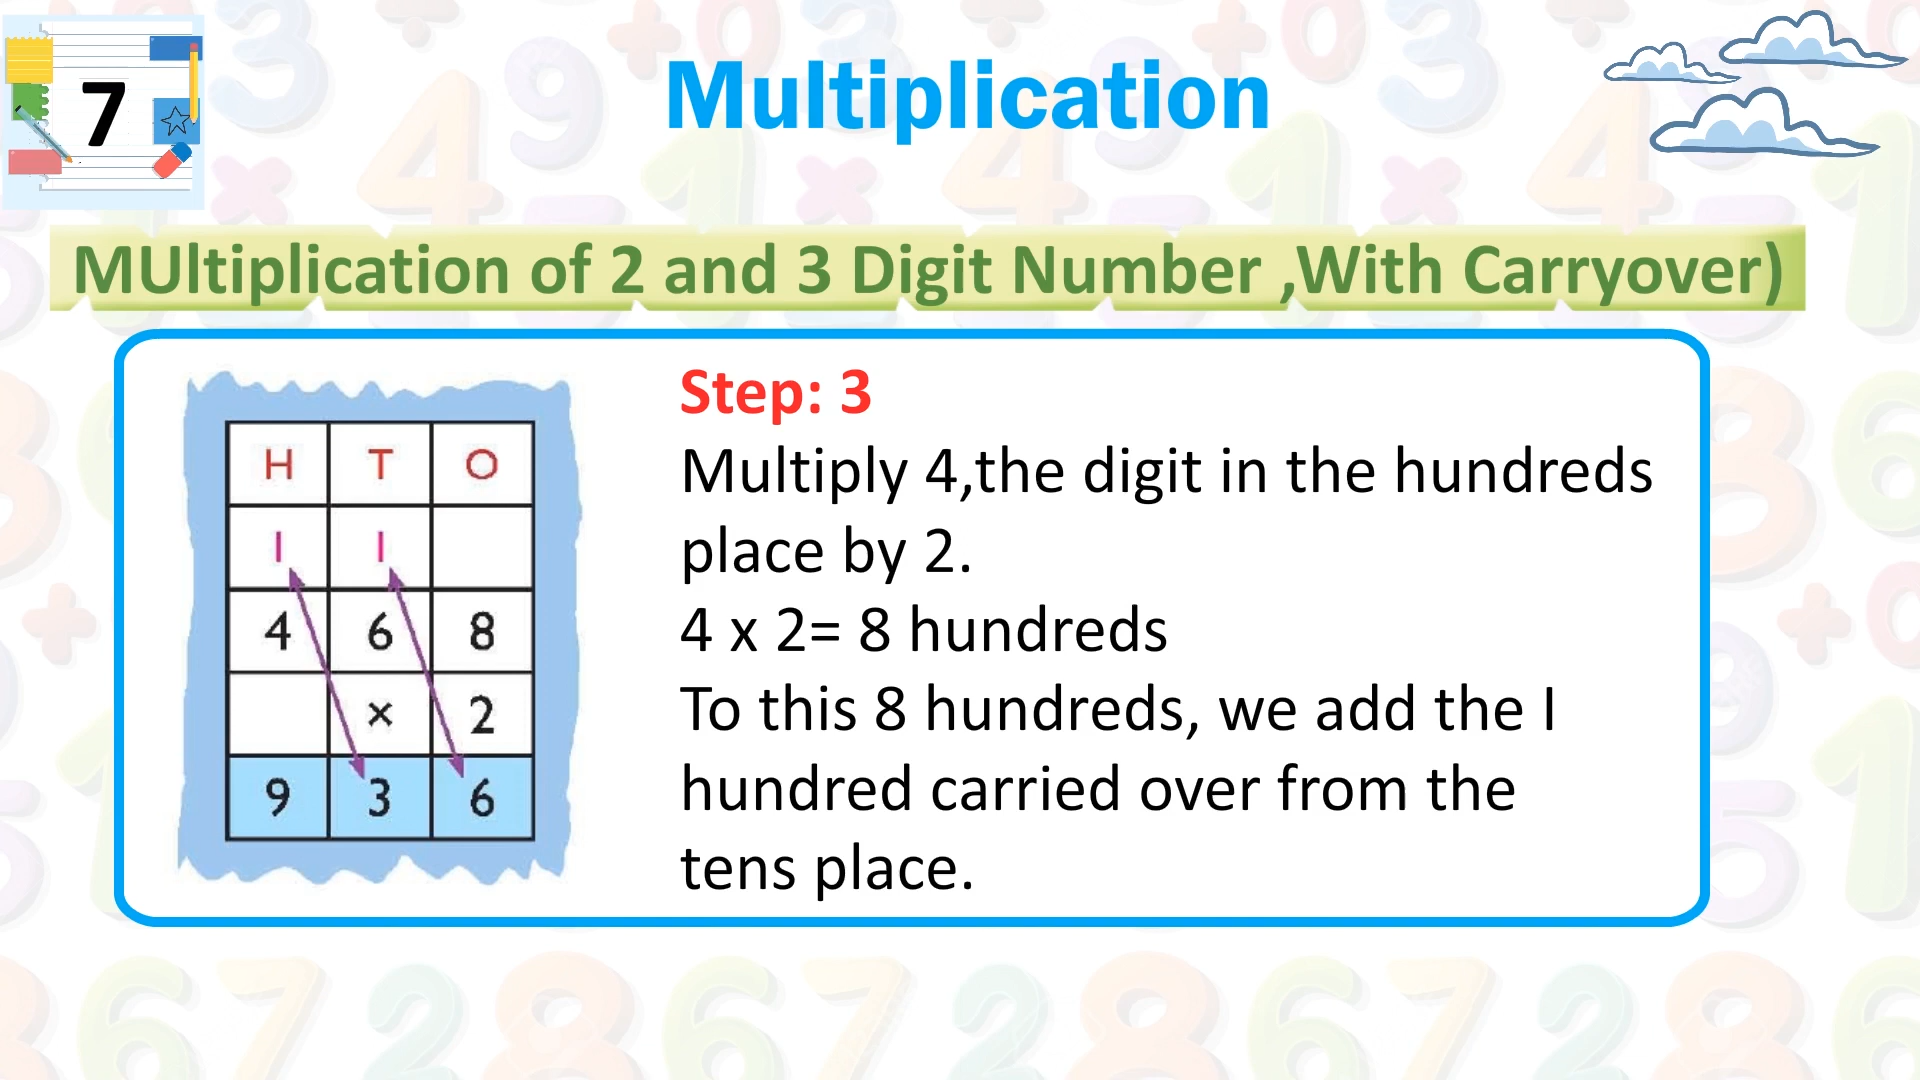 7
Multiplication
MUltiplication of 2 and 3 Digit Number ,With Carryover)
H T O
I I
4 6 8
× 2
9 3 6
Step: 3
Multiply 4,the digit in the hundreds
place by 2.
4 x 2= 8 hundreds
To this 8 hundreds, we add the I
hundred carried over from the
tens place.